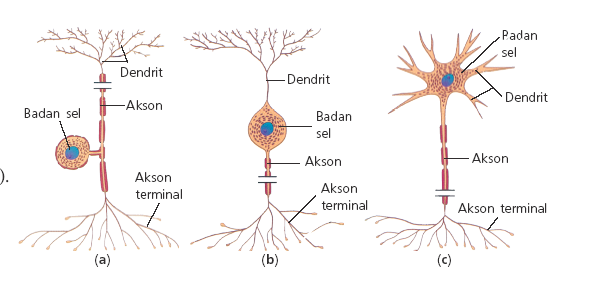 Dendrit
Akson
Badan sel
Akson
terminal
(a)
Dendrit
Badan
sel
Akson
Akson
terminal
(b)
Padan
sel
Dendrit
Akson
Akson terminal
(c)
).